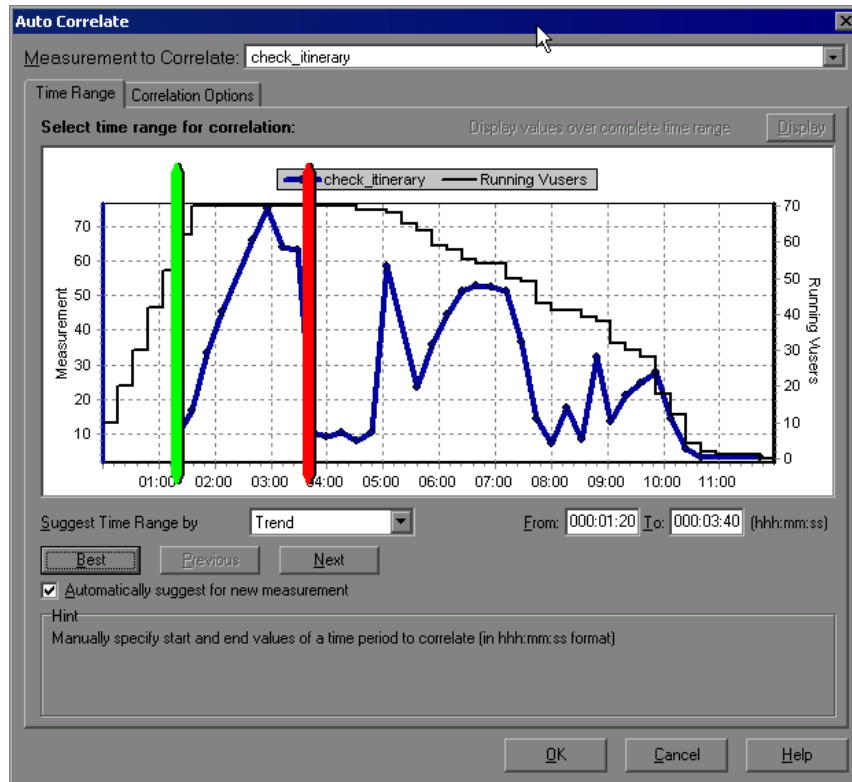 Auto Correlate
Measurement to Correlate: check_itinerary
Time Range Correlation Options
Select time range for correlation: Display values over complete time range Display
check_itinerary Running Vusers
70
60
50
40
30
20
10
Measurement
70
60
50
40
30
20
10
0
Running Vusers
01:00 02:00 03:00 04:00 05:00 06:00 07:00 08:00 09:00 10:00 11:00
Suggest Time Range by Trend From: 000:01:20 To: 000:03:40 (hhh:mm:ss)
Best Previous Next
Automatically suggest for new measurement
Hint
Manually specify start and end values of a time period to correlate (in hhh:mm:ss format)
OK Cancel Help